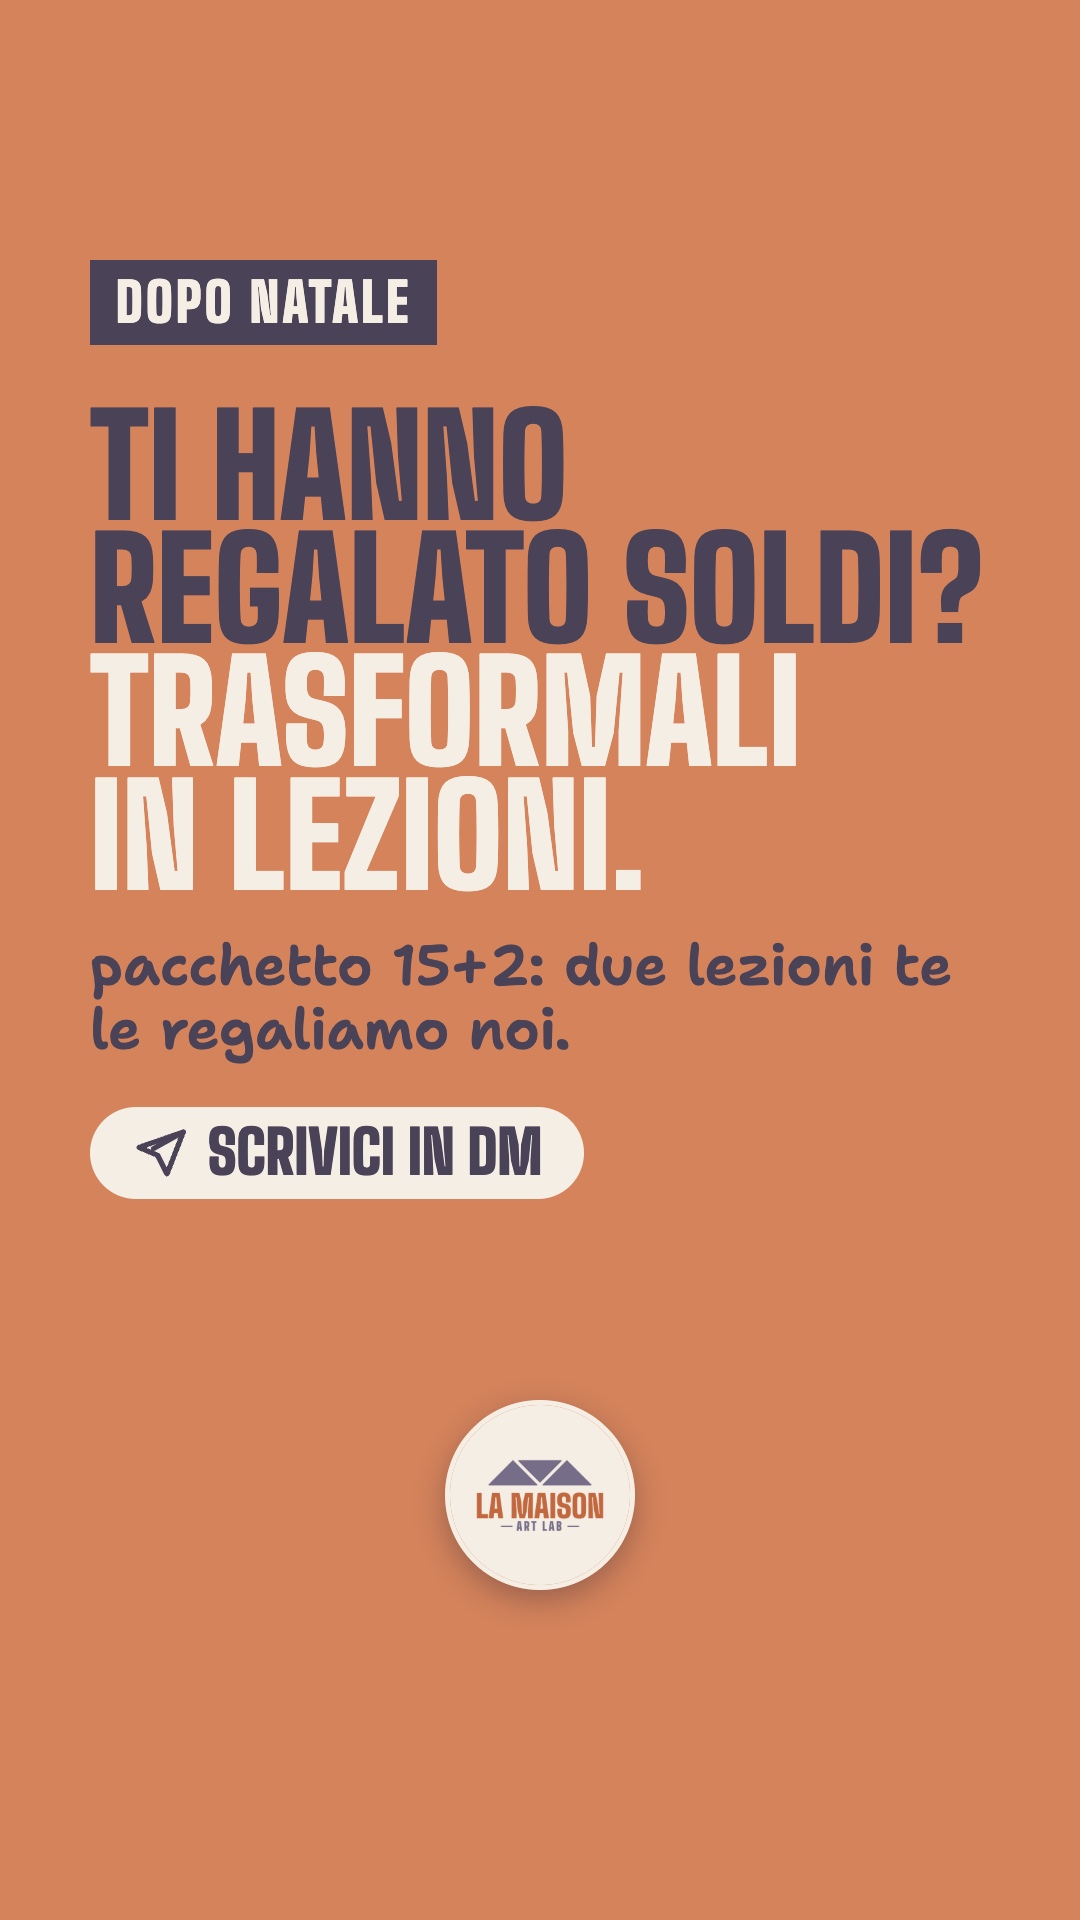 DOPO NATALE
TI HANNO
REGALATO SOLDI?
TRASFORMALI
IN LEZIONI.
pacchetto 15+2: due lezioni te
le regaliamo noi.
SCRIVICI IN DM
LA MAISON
— ART LAB —